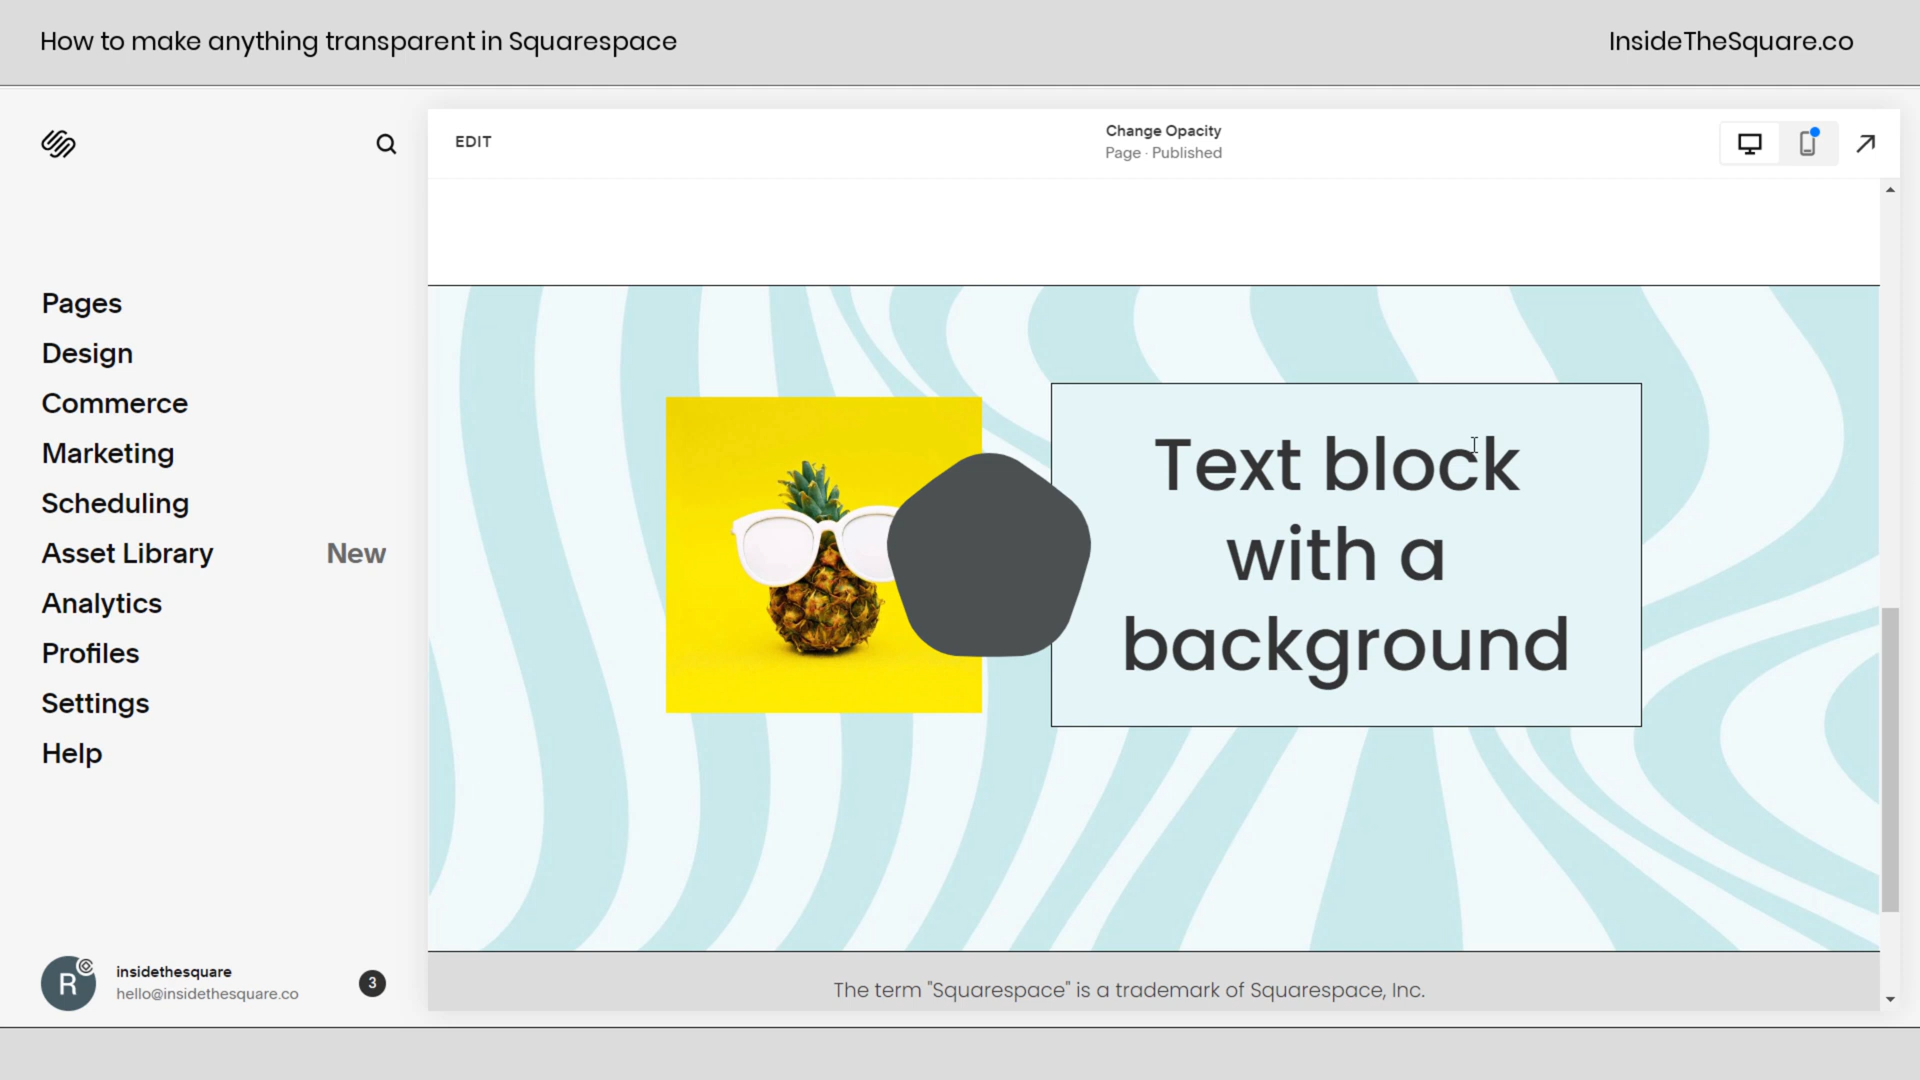 How to make anything transparent in Squarespace
InsideTheSquare.co
EDIT
Change Opacity
Page · Published
Pages
Design
Commerce
Marketing
Scheduling
Asset Library New
Analytics
Profiles
Settings
Help
Text block
with a
background
R
insidethesquare
hello@insidethesquare.co
3
The term "Squarespace" is a trademark of Squarespace, Inc.